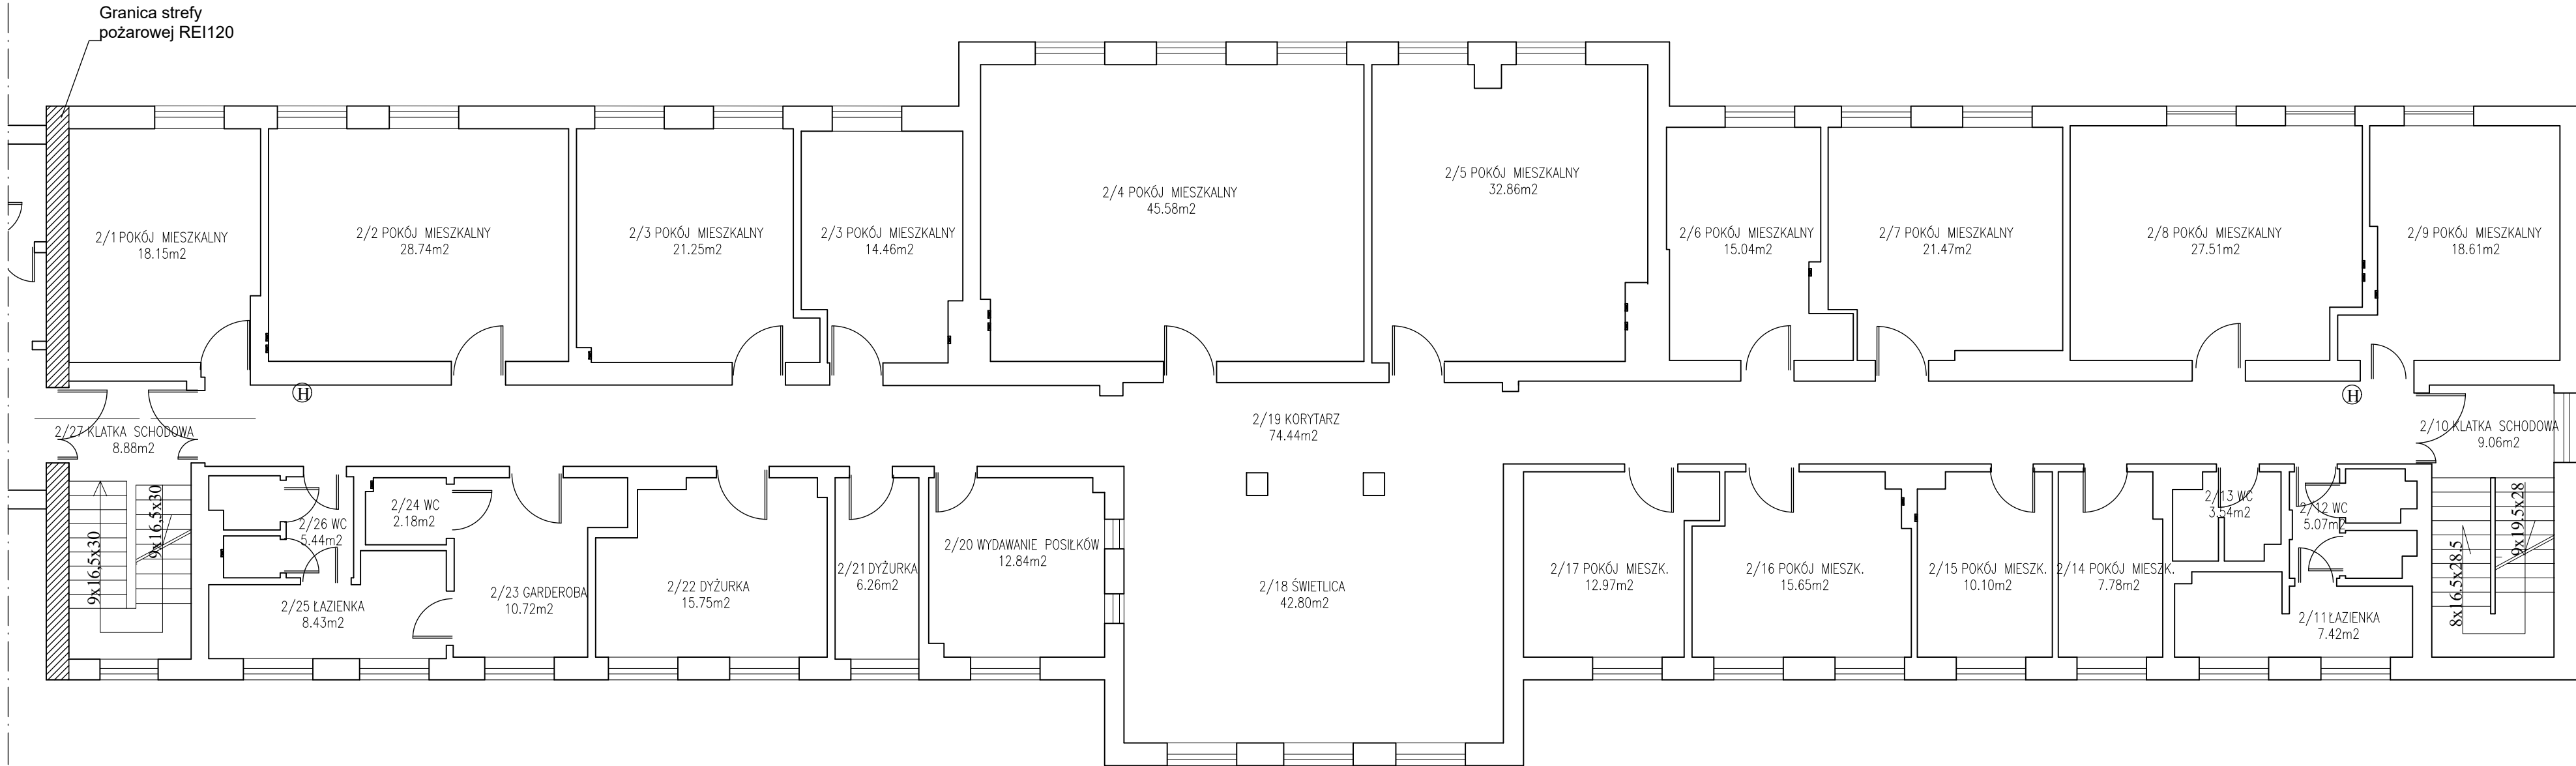 Granica strefy
pożarowej REI120
2/1 POKÓJ MIESZKALNY
18.15m2
2/2 POKÓJ MIESZKALNY
28.74m2
2/3 POKÓJ MIESZKALNY
21.25m2
2/3 POKÓJ MIESZKALNY
14.46m2
2/4 POKÓJ MIESZKALNY
45.58m2
2/5 POKÓJ MIESZKALNY
32.86m2
2/6 POKÓJ MIESZKALNY
15.04m2
2/7 POKÓJ MIESZKALNY
21.47m2
2/8 POKÓJ MIESZKALNY
27.51m2
2/9 POKÓJ MIESZKALNY
18.61m2
H
H
2/27 KLATKA SCHODOWA
8.88m2
2/19 KORYTARZ
74.44m2
2/10 KLATKA SCHODOWA
9.06m2
9x16,5x30
9x16,5x30
2/26 WC
5.44m2
2/24 WC
2.18m2
2/25 ŁAZIENKA
8.43m2
2/23 GARDEROBA
10.72m2
2/22 DYŻURKA
15.75m2
2/21 DYŻURKA
6.26m2
2/20 WYDAWANIE POSIŁKÓW
12.84m2
2/18 ŚWIETLICA
42.80m2
2/17 POKÓJ MIESZK.
12.97m2
2/16 POKÓJ MIESZK.
15.65m2
2/15 POKÓJ MIESZK.
10.10m2
2/14 POKÓJ MIESZK.
7.78m2
2/13 WC
3.54m2
2/12 WC
5.07m2
2/11 ŁAZIENKA
7.42m2
8x16.5x28,5
9x19.5x28